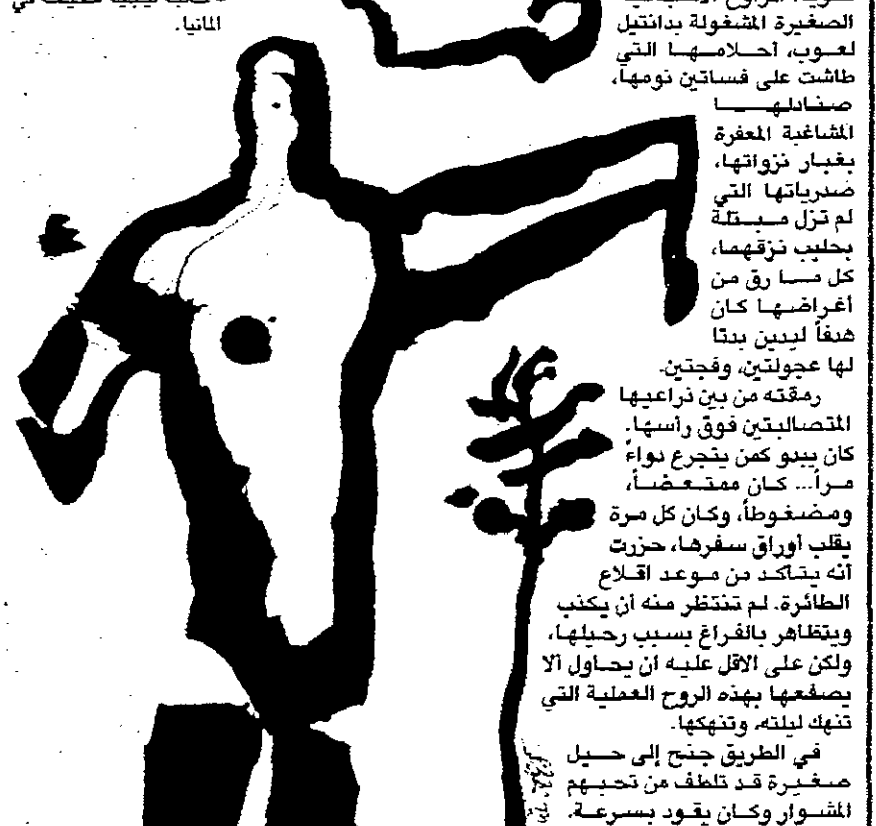 الصغيرة المشغولة بدانتيل
لعوب، أحلامها التي
طاشت على فساتين نومها،
صنادلها
المشاغبة المعفرة
بغبار نزواتها،
صدرياتها التي
لم تزل مبتلة
بحليب نزقهما،
كل ما رق من
أغراضها كان
هدفاً ليدين بدتا
لها عجولتين، وفجتين.
رمقته من بين ذراعيها
المتصالبتين فوق رأسها.
كان يبدو كمن يتجرع دواءً
مراً... كان ممتعضاً،
ومضغوطاً، وكان كل مرة
يقلب أوراق سفرها، حزرت
أنه يتأكد من موعد اقلاع
الطائرة. لم تنتظر منه أن يكذب
ويتظاهر بالفراغ بسبب رحيلها،
ولكن على الاقل عليه ان يحاول ألا
يصفعها بهذه الروح العملية التي
تنهك ليلته، وتنهكها.
في الطريق جنح إلى حيل
صغيرة قد تلطف من تجهم
المشوار وكان يقود بسرعة.
المانيا.